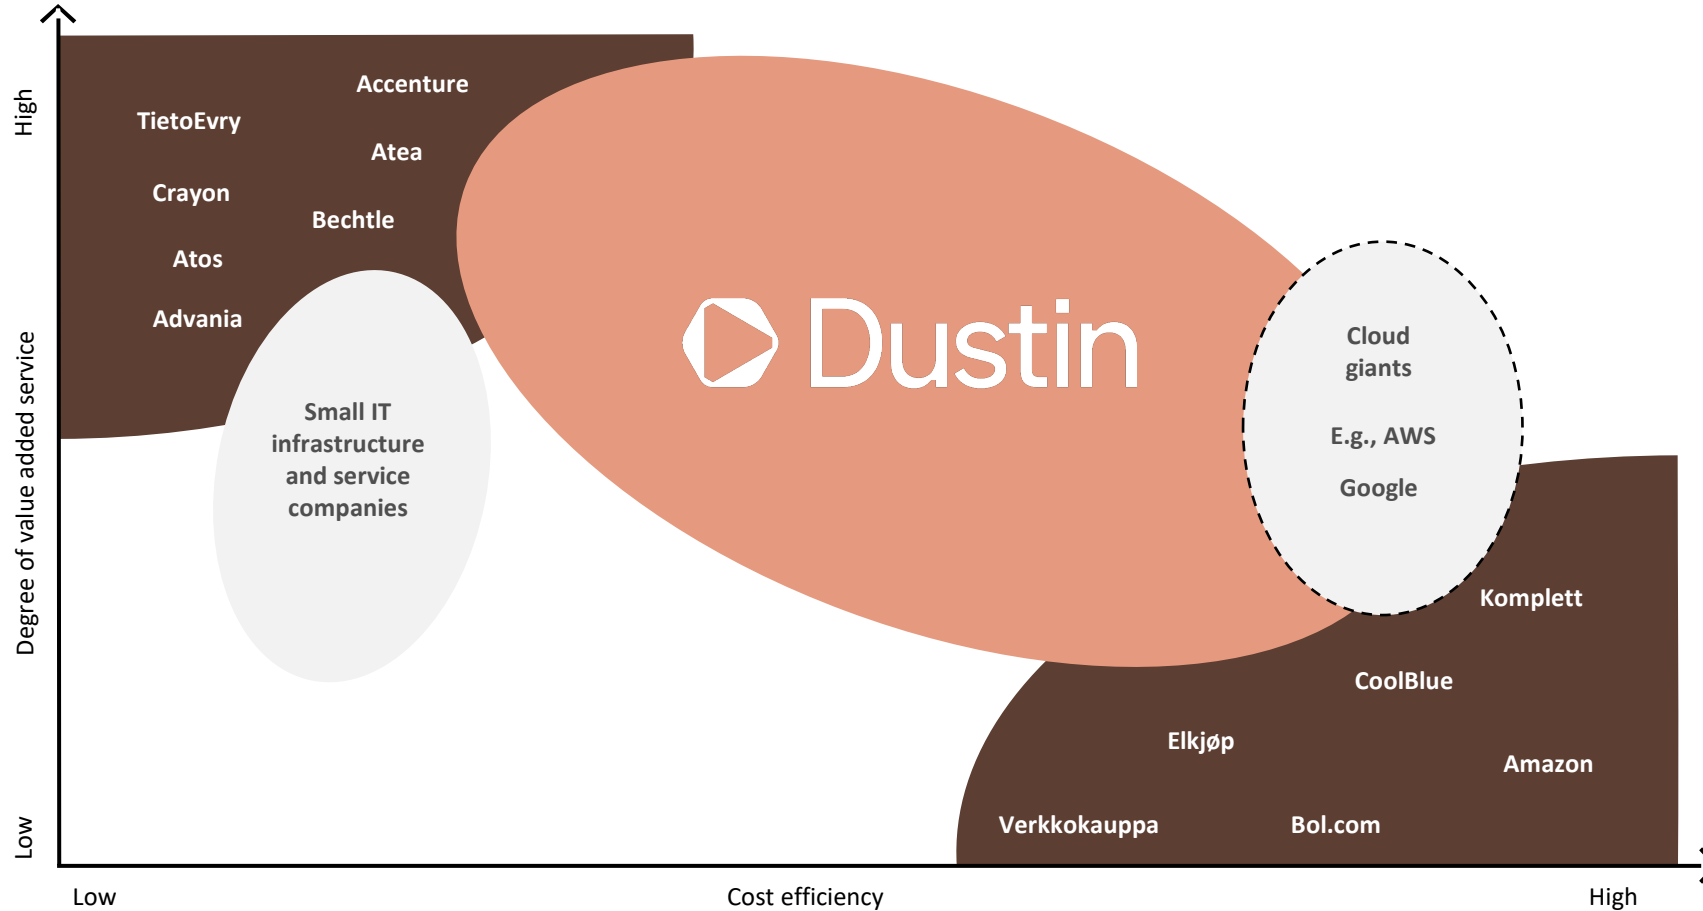 High
Degree of value added service
Low
Accenture
TietoEvry
Atea
Crayon
Bechtle
Atos
Advania
Small IT
infrastructure
and service
companies
Dustin
Cloud
giants
E.g., AWS
Google
Komplett
CoolBlue
Elkjøp
Amazon
Verkkokauppa
Bol.com
Low
Cost efficiency
High